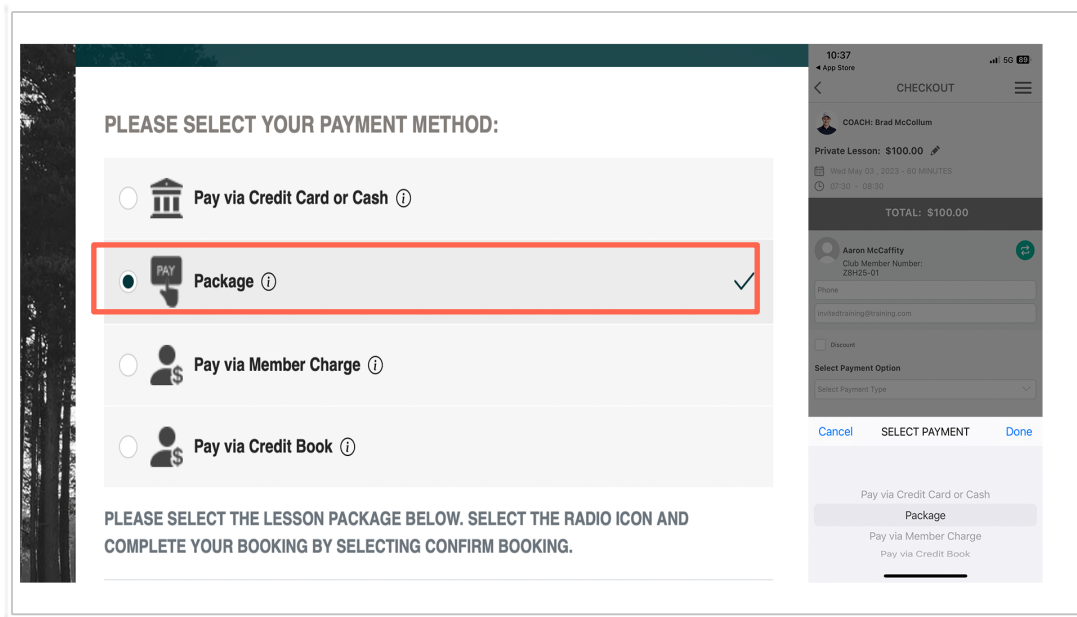 PLEASE SELECT YOUR PAYMENT METHOD:
Pay via Credit Card or Cash i
PAY
Package i
Pay via Member Charge i
$
Pay via Credit Book i
$
PLEASE SELECT THE LESSON PACKAGE BELOW. SELECT THE RADIO ICON AND
COMPLETE YOUR BOOKING BY SELECTING CONFIRM BOOKING.
10:37
5G 89
◀ App Store
CHECKOUT
COACH: Brad McCollum
Private Lesson: $100.00
Wed May 03 , 2023 - 60 MINUTES
07:30 - 08:30
TOTAL: $100.00
Aaron McCaffity
Club Member Number:
Z8H25-01
Phone
invitedtraining@training.com
Discount
Select Payment Option
Select Payment Type
Cancel SELECT PAYMENT Done
Pay via Credit Card or Cash
Package
Pay via Member Charge
Pay via Credit Book